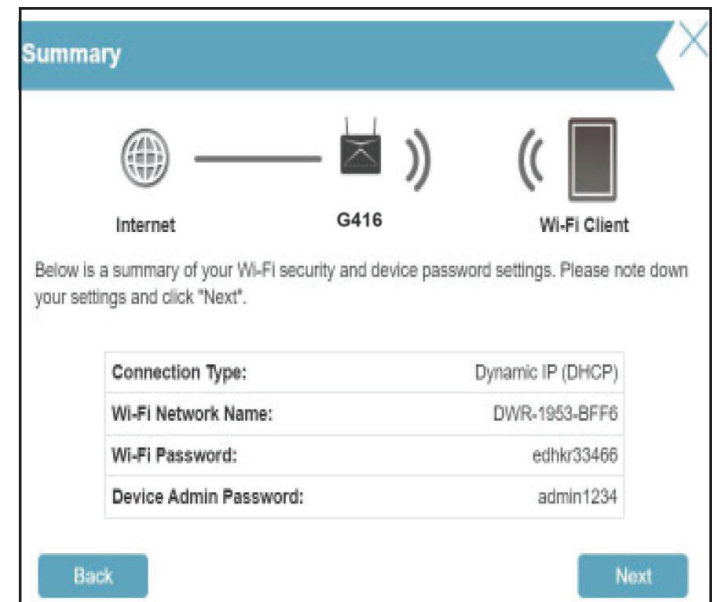 Summary
Internet
G416
Wi-Fi Client
Below is a summary of your Wi-Fi security and device password settings. Please note down
your settings and click "Next".
Connection Type: Dynamic IP (DHCP)
Wi-Fi Network Name: DWR-1953-BFF6
Wi-Fi Password: edhkr33466
Device Admin Password: admin1234
Back
Next